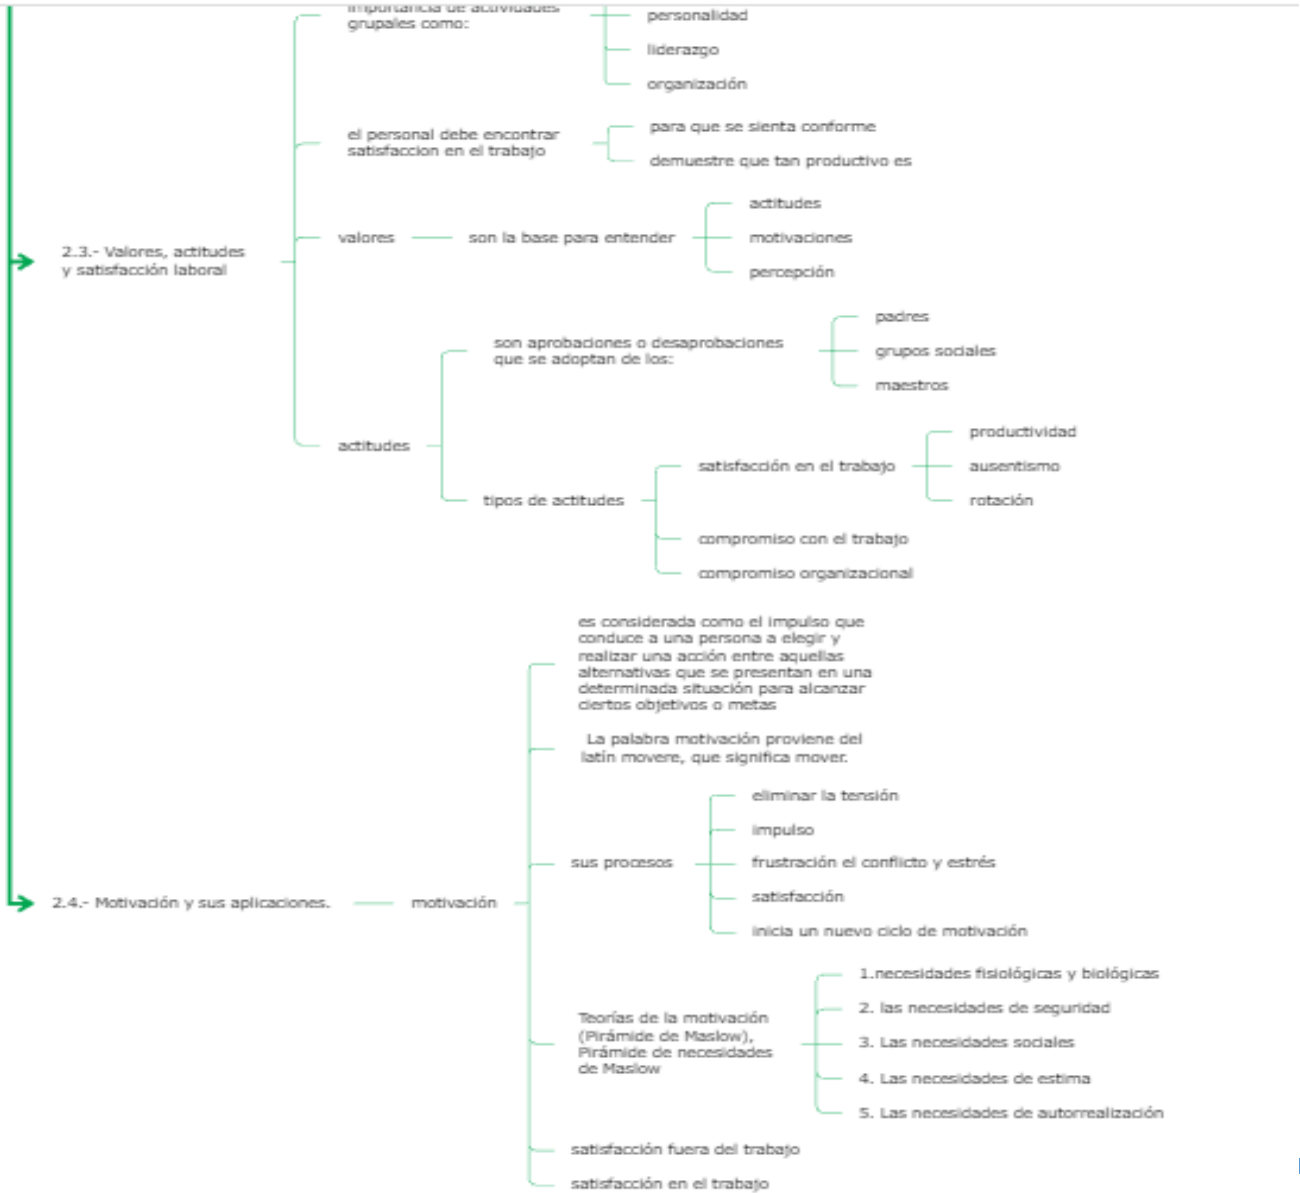 importancia de actividades
grupales como:
personalidad
liderazgo
organización
el personal debe encontrar
satisfaccion en el trabajo
para que se sienta conforme
demuestre que tan productivo es
2.3.- Valores, actitudes
y satisfacción laboral
valores
son la base para entender
actitudes
motivaciones
percepción
actitudes
son aprobaciones o desaprobaciones
que se adoptan de los:
padres
grupos sociales
maestros
tipos de actitudes
satisfacción en el trabajo
productividad
ausentismo
rotación
compromiso con el trabajo
compromiso organizacional
2.4.- Motivación y sus aplicaciones.
motivación
es considerada como el impulso que
conduce a una persona a elegir y
realizar una acción entre aquellas
alternativas que se presentan en una
determinada situación para alcanzar
ciertos objetivos o metas
La palabra motivación proviene del
latín movere, que significa mover.
sus procesos
eliminar la tensión
impulso
frustración el conflicto y estrés
satisfacción
inicia un nuevo ciclo de motivación
Teorías de la motivación
(Pirámide de Maslow),
Pirámide de necesidades
de Maslow
1.necesidades fisiológicas y biológicas
2. las necesidades de seguridad
3. Las necesidades sociales
4. Las necesidades de estima
5. Las necesidades de autorrealización
satisfacción fuera del trabajo
satisfacción en el trabajo